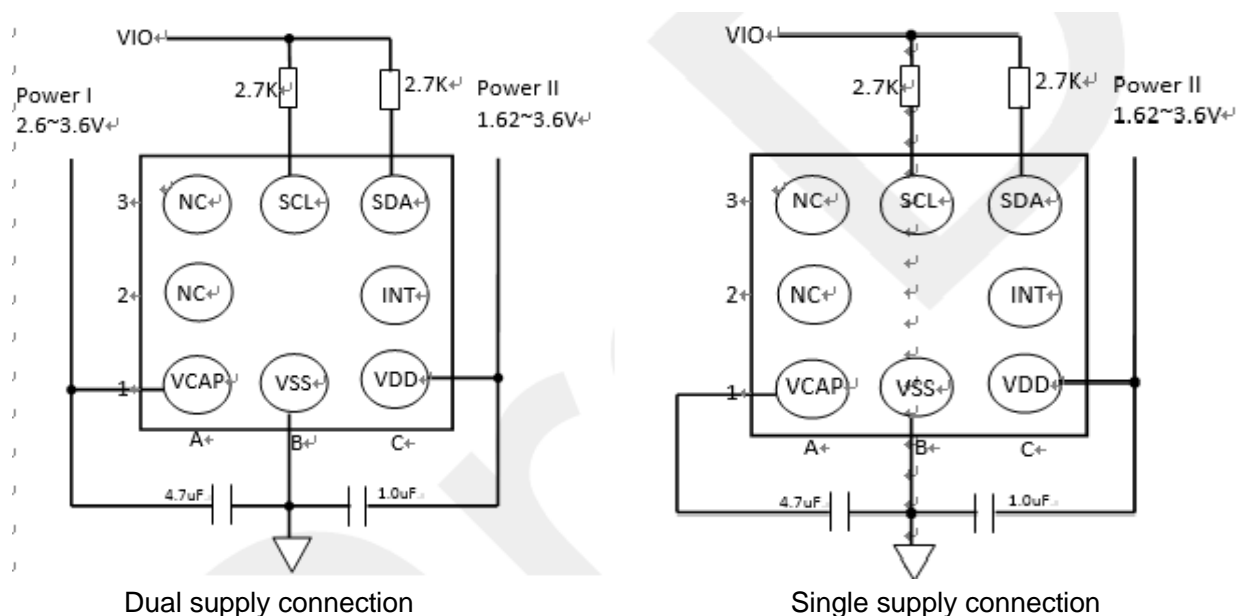 VIO
2.7K
2.7K
Power I
2.6~3.6V
Power II
1.62~3.6V
3
NC
SCL
SDA
2
NC
INT
1
VCAP
VSS
VDD
A
B
C
4.7uF
1.0uF
Dual supply connection
VIO
2.7K
2.7K
Power II
1.62~3.6V
3
NC
SCL
SDA
2
NC
INT
1
VCAP
VSS
VDD
A
B
C
4.7uF
1.0uF
Single supply connection